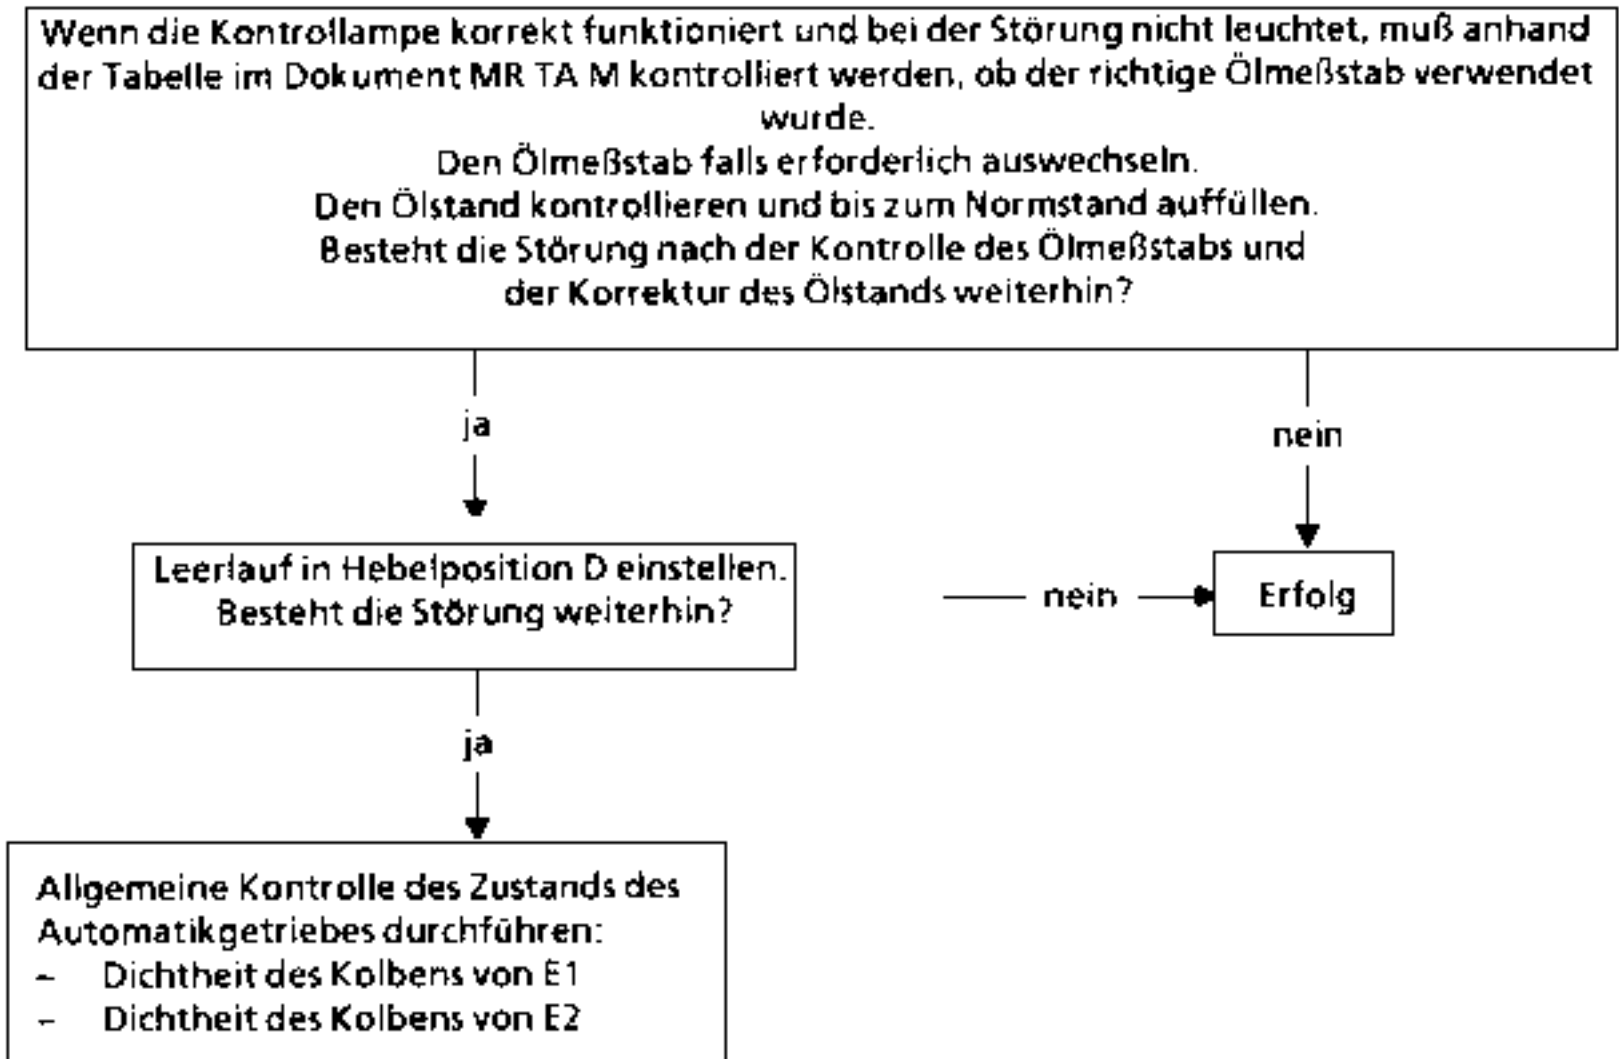 Wenn die Kontrollampe korrekt funktioniert und bei der Störung nicht leuchtet, muß anhand
der Tabelle im Dokument MR TA M kontrolliert werden, ob der richtige Ölmeßstab verwendet
wurde.
Den Ölmeßstab falls erforderlich auswechseln.
Den Ölstand kontrollieren und bis zum Normstand auffüllen.
Besteht die Störung nach der Kontrolle des Ölmeßstabs und
der Korrektur des Ölstands weiterhin?
ja
nein
Leerlauf in Hebelposition D einstellen.
Besteht die Störung weiterhin?
nein
Erfolg
ja
Allgemeine Kontrolle des Zustands des
Automatikgetriebes durchführen:
- Dichtheit des Kolbens von E1
- Dichtheit des Kolbens von E2